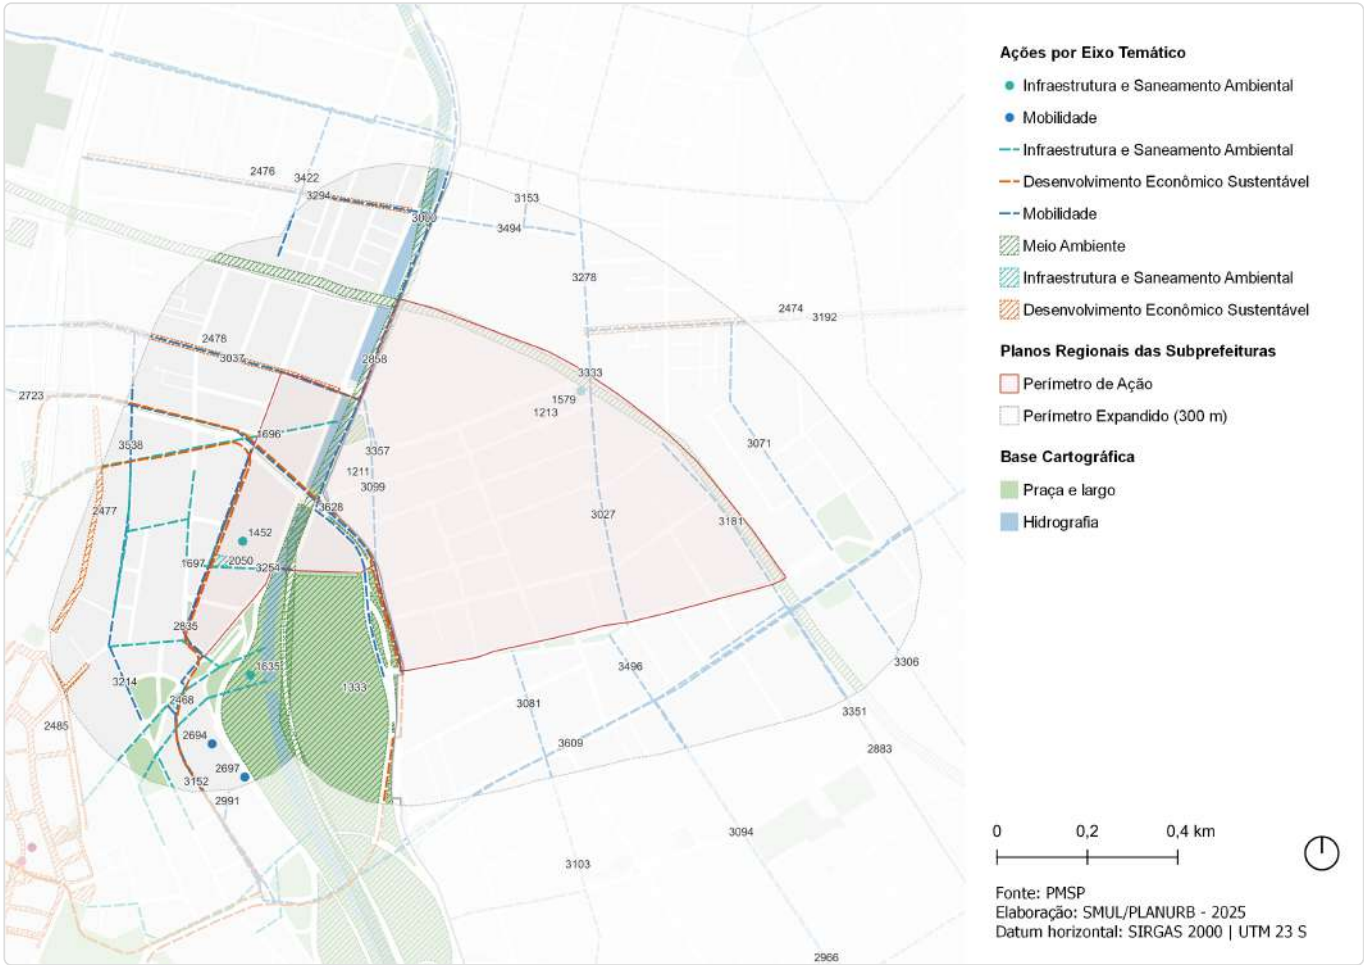 2476
3422
3294
3153
3000
3494
3278
2474
3192
2478
3037
2858
3333
1579
1213
2723
1696
3538
3357
1211
3099
3071
2477
3628
3027
3181
1452
1697
2050
3254
2835
1635
1333
3496
3306
3214
2468
3081
3351
2485
2694
3609
2883
2697
3152
2991
3094
3103
2966
Ações por Eixo Temático
Infraestrutura e Saneamento Ambiental
Mobilidade
Infraestrutura e Saneamento Ambiental
Desenvolvimento Econômico Sustentável
Mobilidade
Meio Ambiente
Infraestrutura e Saneamento Ambiental
Desenvolvimento Econômico Sustentável
Planos Regionais das Subprefeituras
Perímetro de Ação
Perímetro Expandido (300 m)
Base Cartográfica
Praça e largo
Hidrografia
0 0,2 0,4 km
Fonte: PMSP
Elaboração: SMUL/PLANURB - 2025
Datum horizontal: SIRGAS 2000 | UTM 23 S